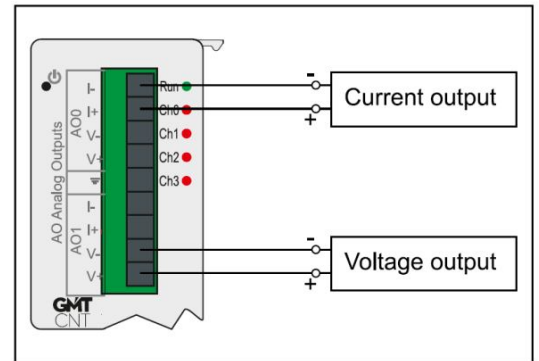 AO Analog Outputs
AO0
I-
I+
V-
V+
AO1
I-
I+
V-
V+
Run
Ch0
Ch1
Ch2
Ch3
-
+
Current output
-
+
Voltage output
GMT
CNT